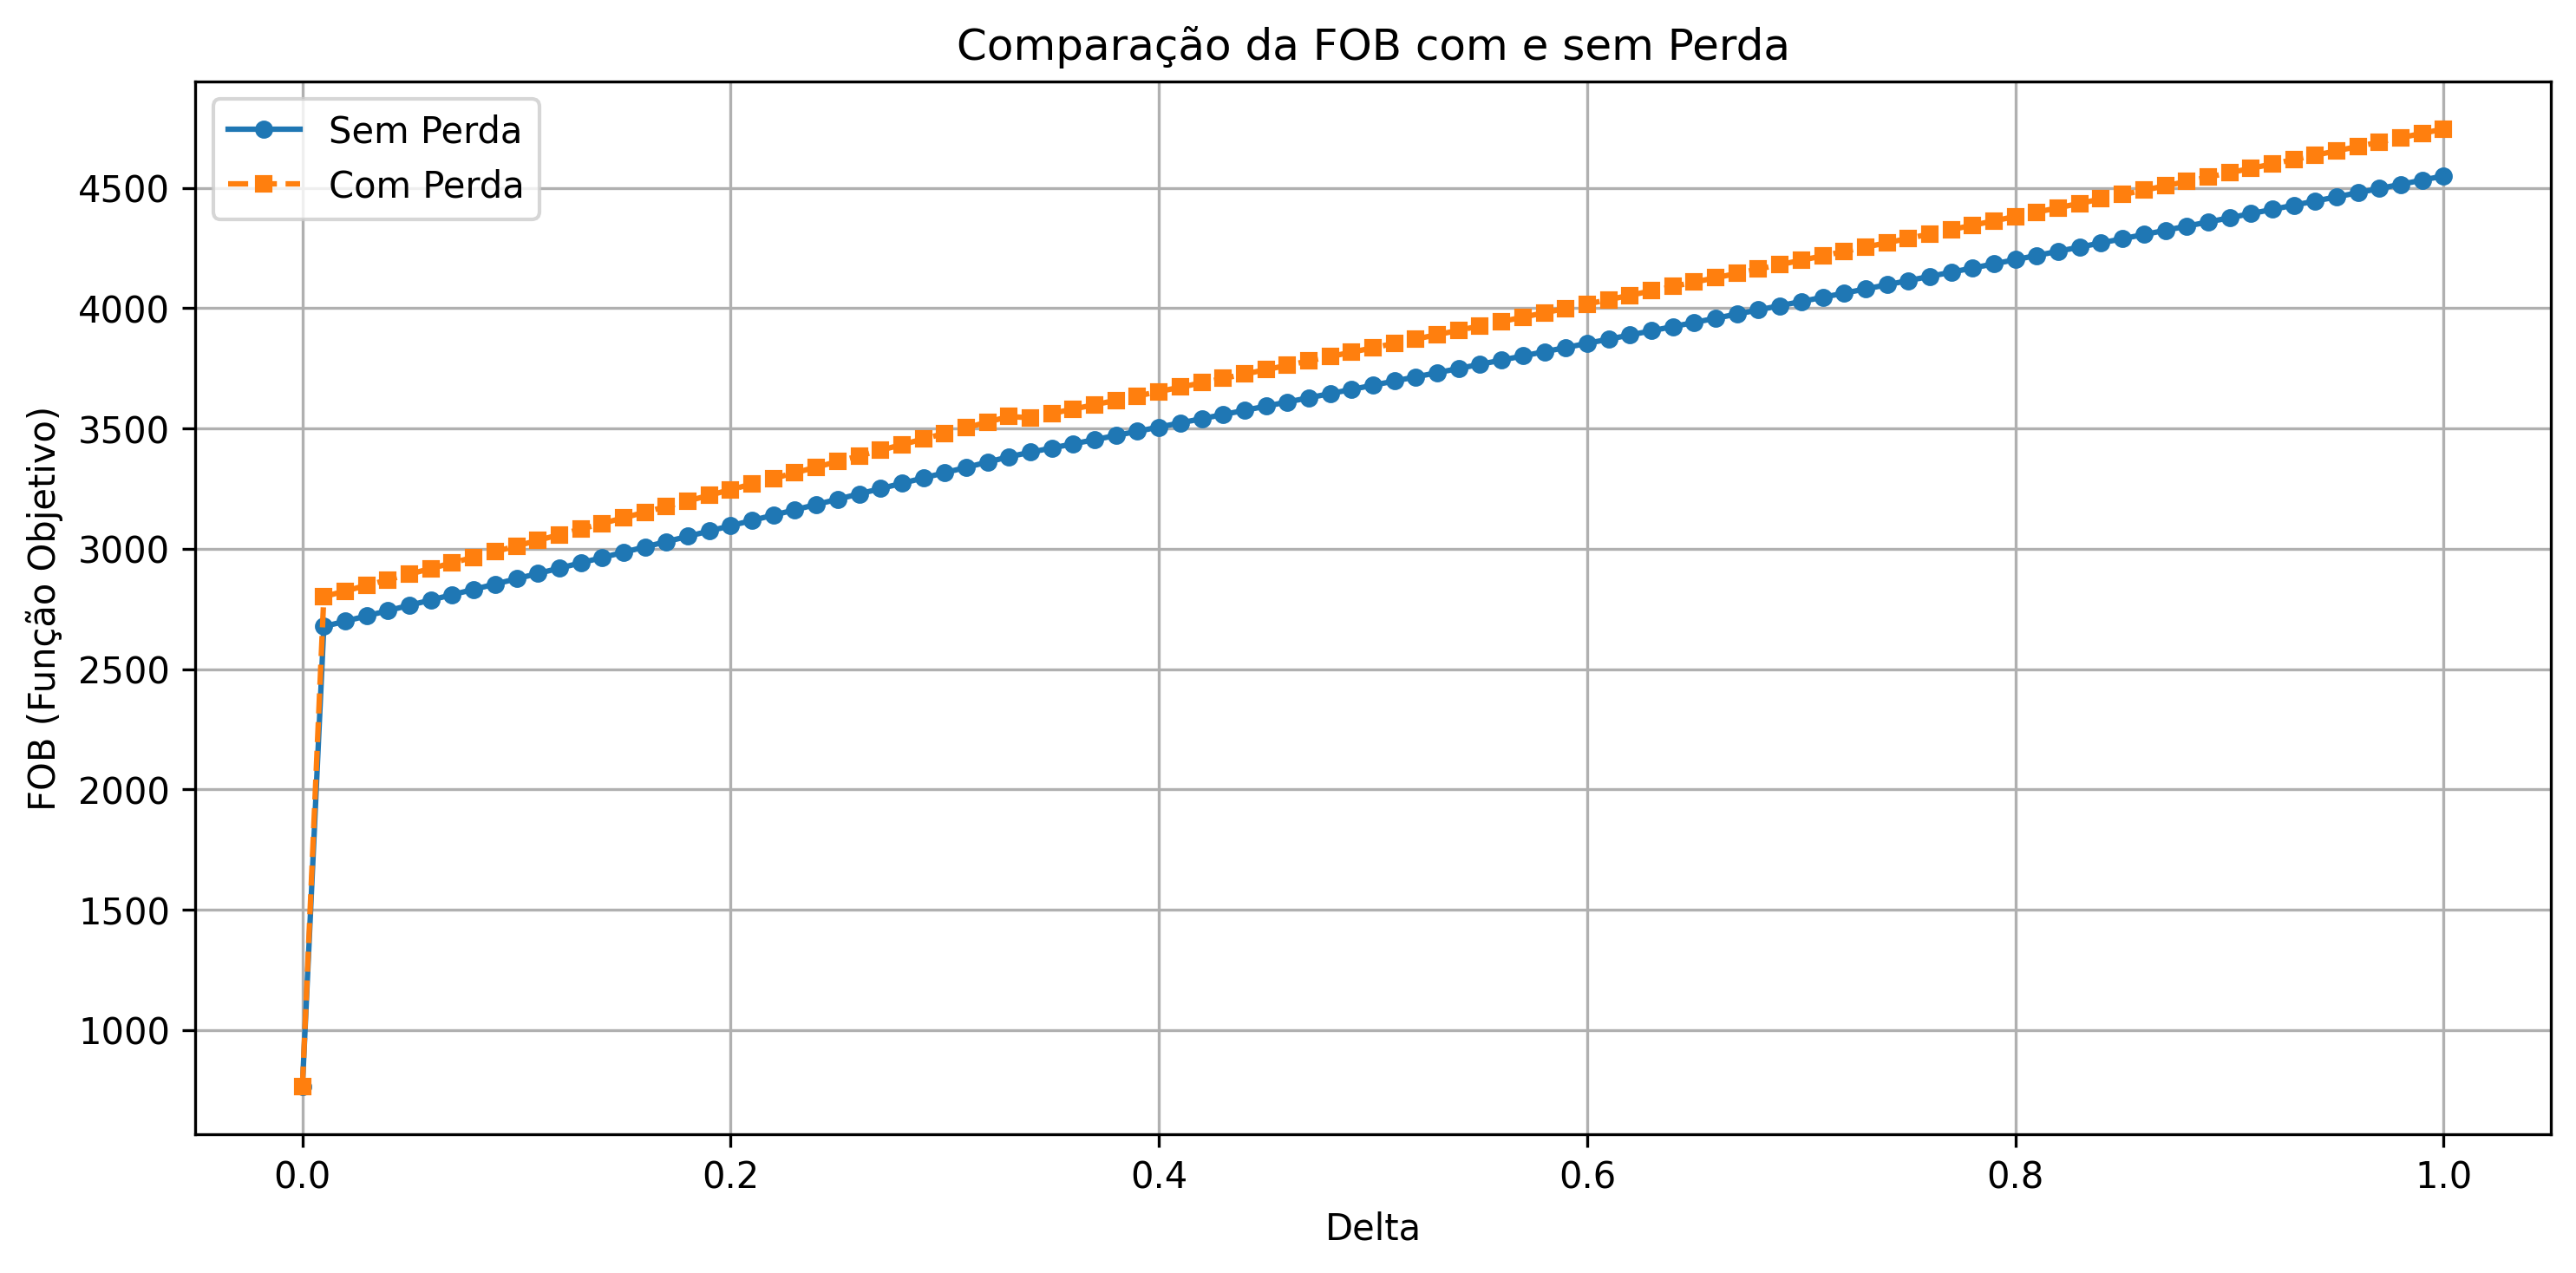 Comparação da FOB com e sem Perda
Sem Perda
Com Perda
FOB (Função Objetivo)
4500
4000
3500
3000
2500
2000
1500
1000
0.0 0.2 0.4 0.6 0.8 1.0
Delta